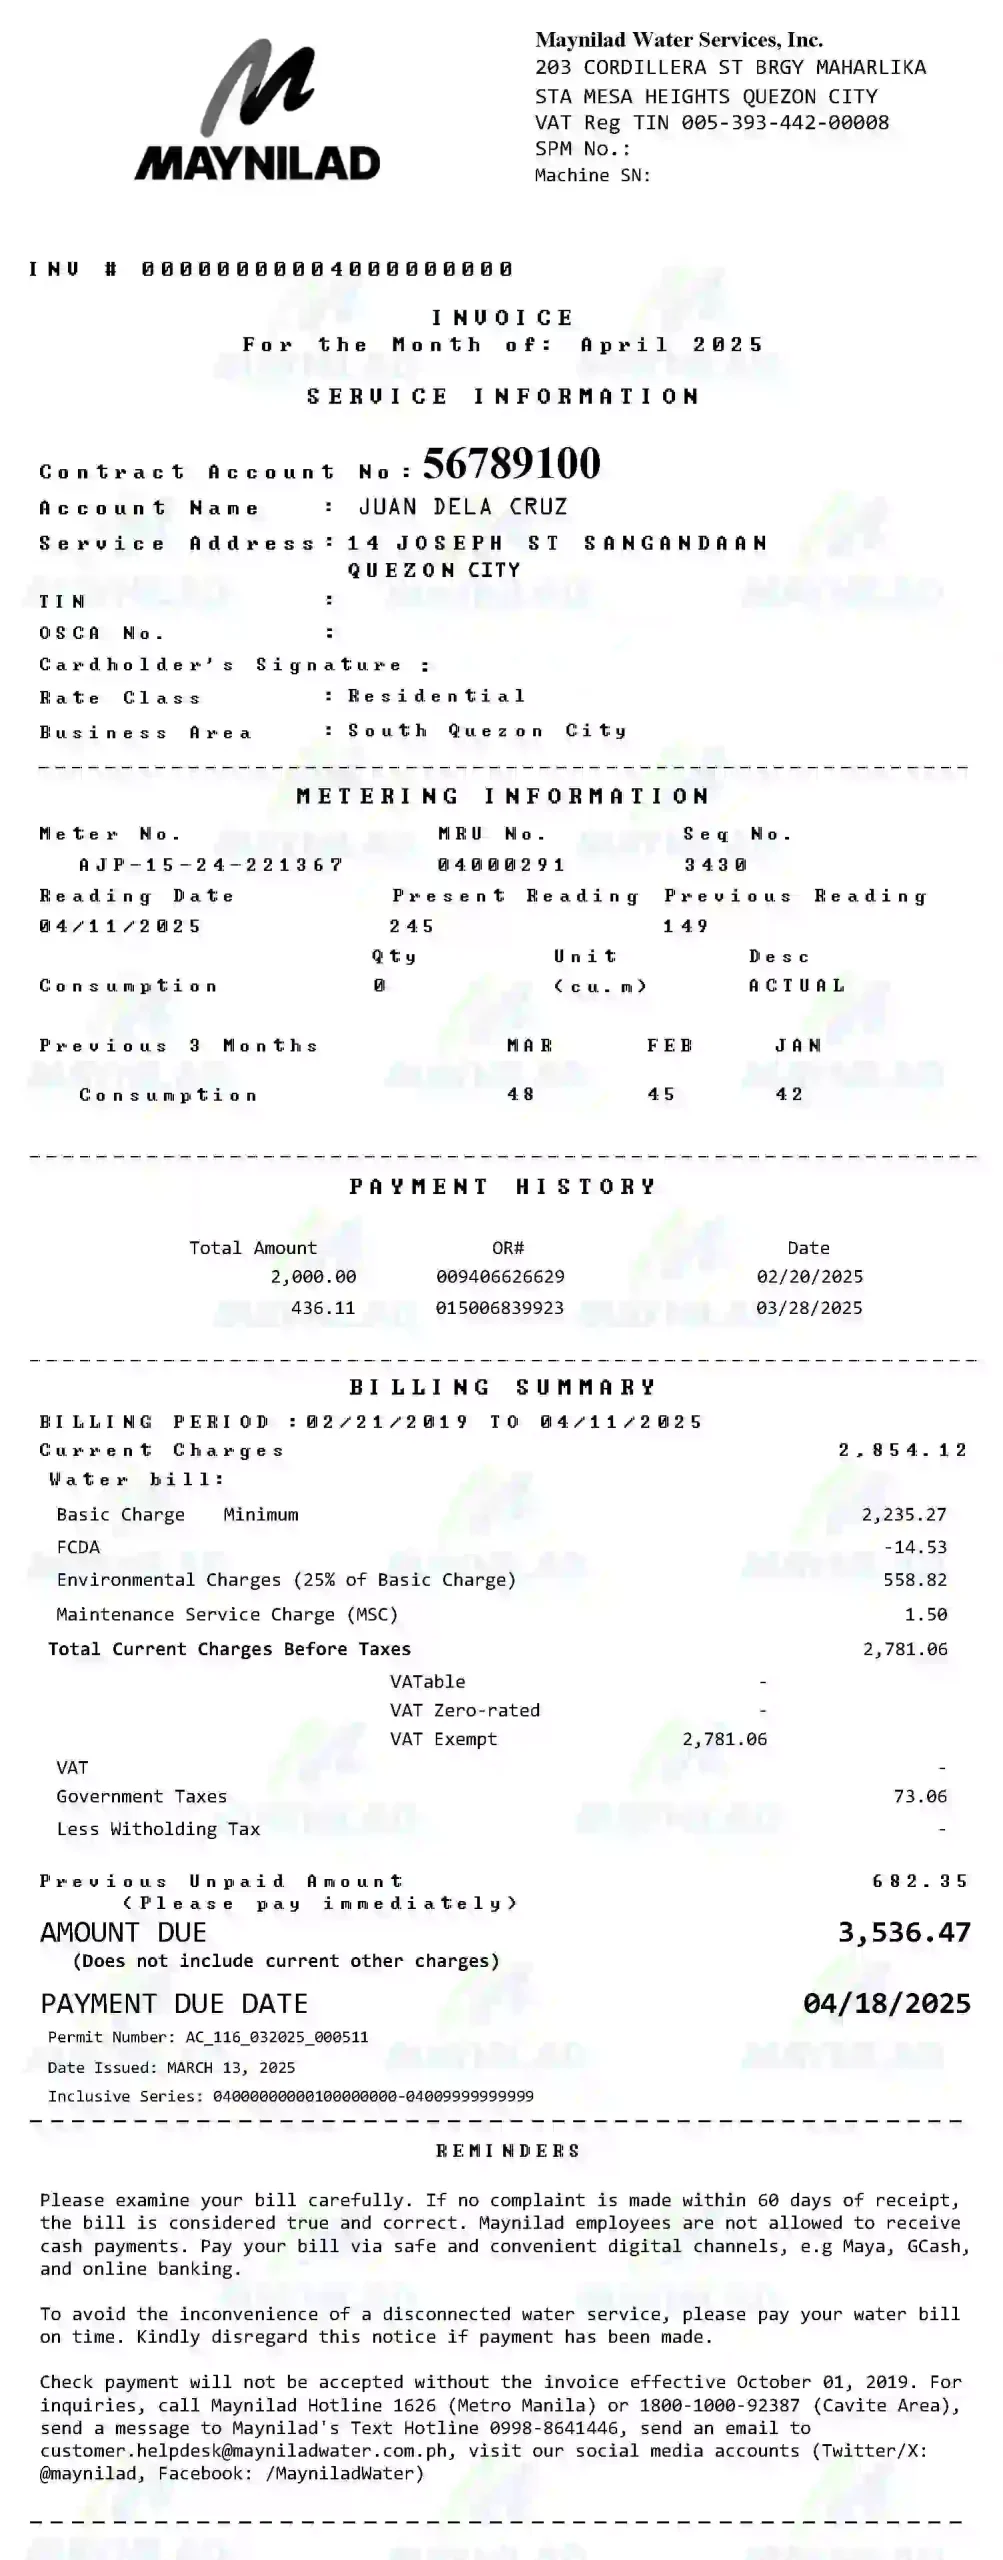 MAYNILAD
Maynilad Water Services, Inc.
203 CORDILLERA ST BRGY MAHARLIKA
STA MESA HEIGHTS QUEZON CITY
VAT Reg TIN 005-393-442-00008
SPM No.:
Machine SN:
INV # 00000000004000000000
INVOICE
For the Month of: April 2025
SERVICE INFORMATION
Contract Account No: 56789100
Account Name : JUAN DELA CRUZ
Service Address: 14 JOSEPH ST SANGANDAAN
QUEZON CITY
TIN :
OSCA No. :
Cardholder's Signature :
Rate Class : Residential
Business Area : South Quezon City
METERING INFORMATION
Meter No. MRU No. Seq No.
AJP-15-24-221367 04000291 3430
Reading Date Present Reading Previous Reading
04/11/2025 245 149
Qty Unit Desc
Consumption 0 (cu.m) ACTUAL
Previous 3 Months MAR FEB JAN
Consumption 48 45 42
PAYMENT HISTORY
Total Amount OR# Date
2,000.00 009406626629 02/20/2025
436.11 015006839923 03/28/2025
BILLING SUMMARY
BILLING PERIOD :02/21/2019 TO 04/11/2025
Current Charges 2,854.12
Water bill:
Basic Charge Minimum 2,235.27
FCDA -14.53
Environmental Charges (25% of Basic Charge) 558.82
Maintenance Service Charge (MSC) 1.50
Total Current Charges Before Taxes 2,781.06
VATable -
VAT Zero-rated -
VAT Exempt 2,781.06
VAT -
Government Taxes 73.06
Less Witholding Tax -
Previous Unpaid Amount 682.35
(Please pay immediately)
AMOUNT DUE 3,536.47
(Does not include current other charges)
PAYMENT DUE DATE 04/18/2025
Permit Number: AC_116_032025_000511
Date Issued: MARCH 13, 2025
Inclusive Series: 04000000000100000000-04009999999999
REMINDERS
Please examine your bill carefully. If no complaint is made within 60 days of receipt,
the bill is considered true and correct. Maynilad employees are not allowed to receive
cash payments. Pay your bill via safe and convenient digital channels, e.g Maya, GCash,
and online banking.
To avoid the inconvenience of a disconnected water service, please pay your water bill
on time. Kindly disregard this notice if payment has been made.
Check payment will not be accepted without the invoice effective October 01, 2019. For
inquiries, call Maynilad Hotline 1626 (Metro Manila) or 1800-1000-92387 (Cavite Area),
send a message to Maynilad's Text Hotline 0998-8641446, send an email to
customer.helpdesk@mayniladwater.com.ph, visit our social media accounts (Twitter/X:
@maynilad, Facebook: /MayniladWater)